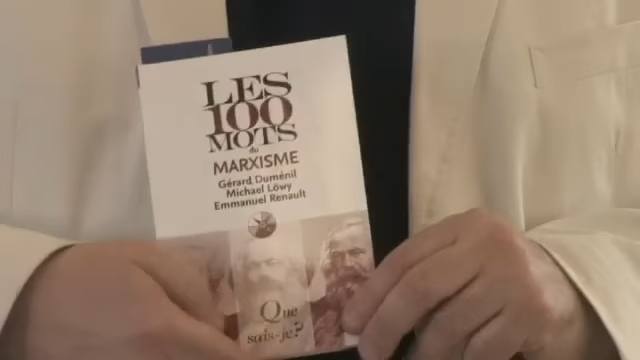 LES
100
MOTS
du
MARXISME
Gérard Duménil
Michael Löwy
Emmanuel Renault
Que
sais-je?